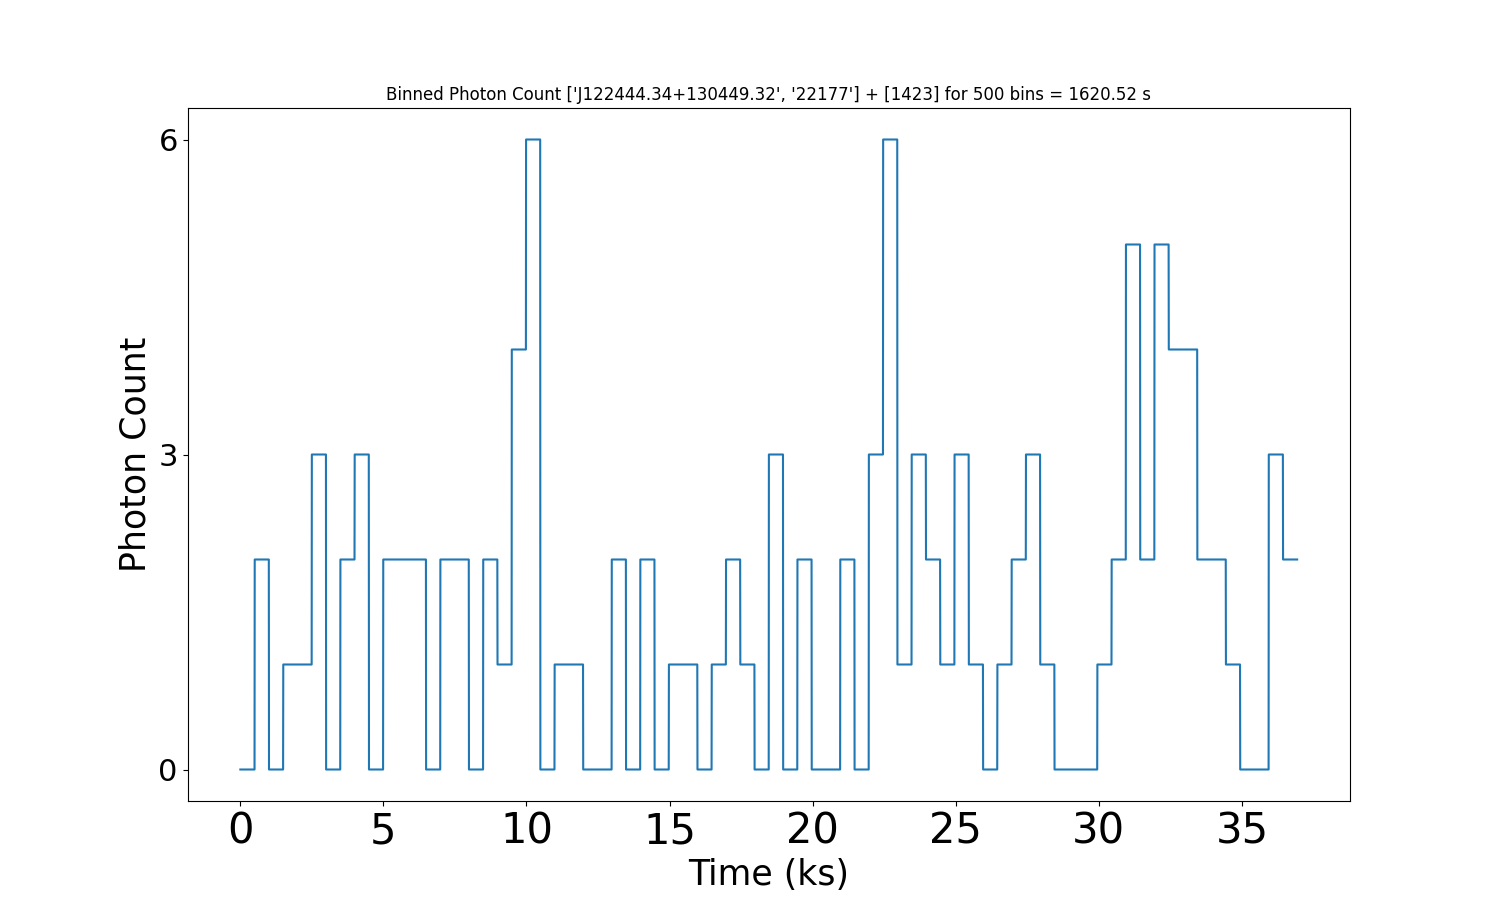 Binned Photon Count ['J122444.34+130449.32', '22177'] + [1423] for 500 bins = 1620.52 s
6
3
0
Photon Count
0 5 10 15 20 25 30 35
Time (ks)